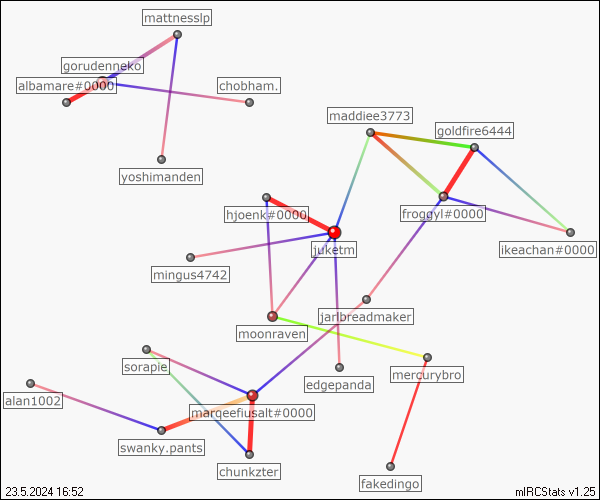 mattnesslp
gorudenneko
albamare#0000
chobham.
maddiee3773
goldfire6444
yoshimanden
hjoenk#0000
froggyl#0000
juketm
ikeachan#0000
mingus4742
jarlbreadmaker
moonraven
sorapie.
edgepanda
mercurybro
alan1002
marqeefiusalt#0000
swanky.pants
chunkzter
fakedingo
23.5.2024 16:52
mIRCStats v1.25